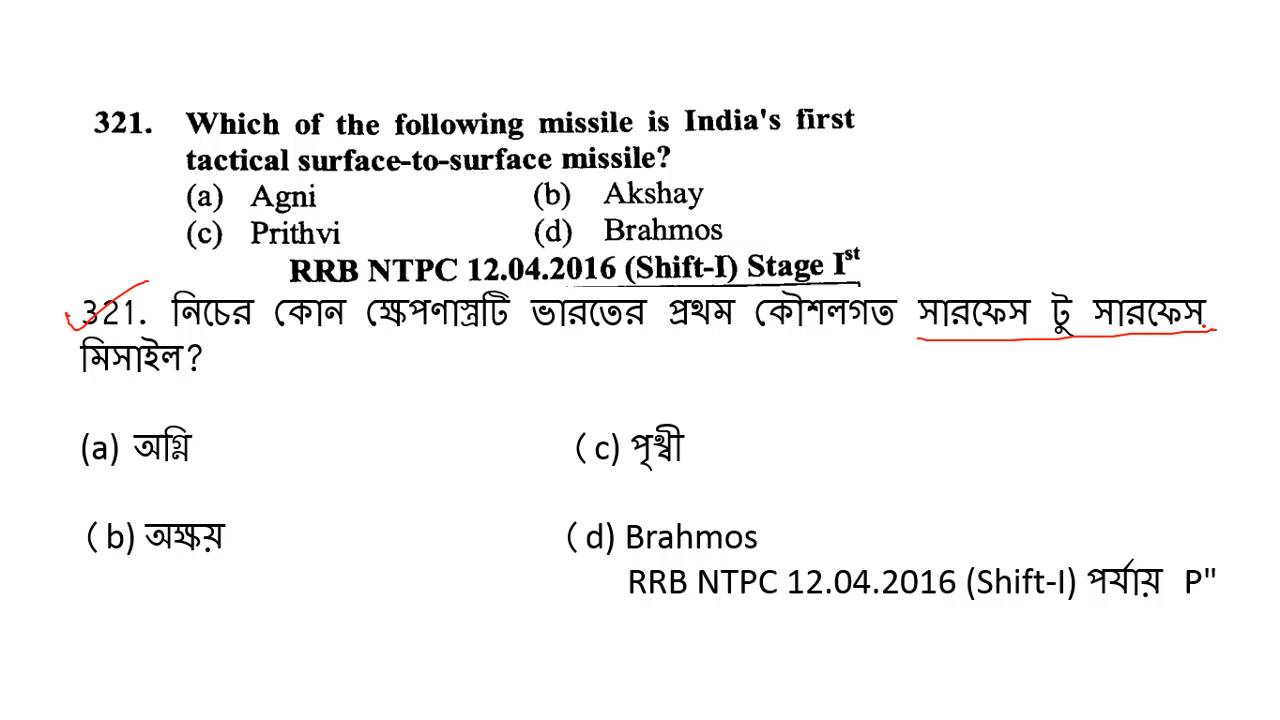 321. Which of the following missile is India's first
tactical surface-to-surface missile?
(a) Agni (b) Akshay
(c) Prithvi (d) Brahmos
RRB NTPC 12.04.2016 (Shift-I) Stage Ist
321. নিচের কোন ক্ষেপণাস্ত্রটি ভারতের প্রথম কৌশলগত সারফেস টু সারফেস
মিসাইল?
(a) অগ্নি (c) পৃথ্বী
(b) অক্ষয় (d) Brahmos
RRB NTPC 12.04.2016 (Shift-I) পর্যায় P"